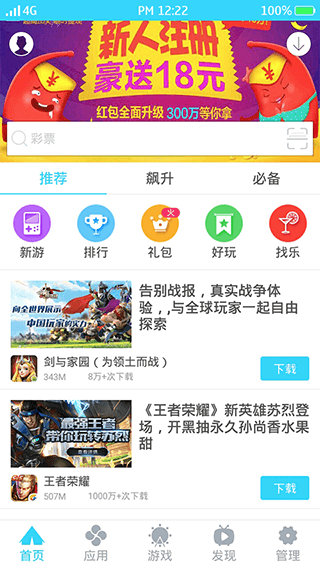 4G
PM 12:22
100%
新人注册
豪送18元
红包全面升级 300万等你拿
彩票
推荐
飙升
必备
火
新游
排行
礼包
好玩
找乐
向全世界展示
中国玩家的实力
告别战报，真实战争体
验，,与全球玩家一起自由
探索
剑与家园（为领土而战）
343M
8万+次下载
下载
最强王者
带你玩转苏烈
《王者荣耀》新英雄苏烈登
场，开黑抽永久孙尚香水果
甜
王者荣耀
507M
1000万+次下载
下载
首页
应用
游戏
发现
管理